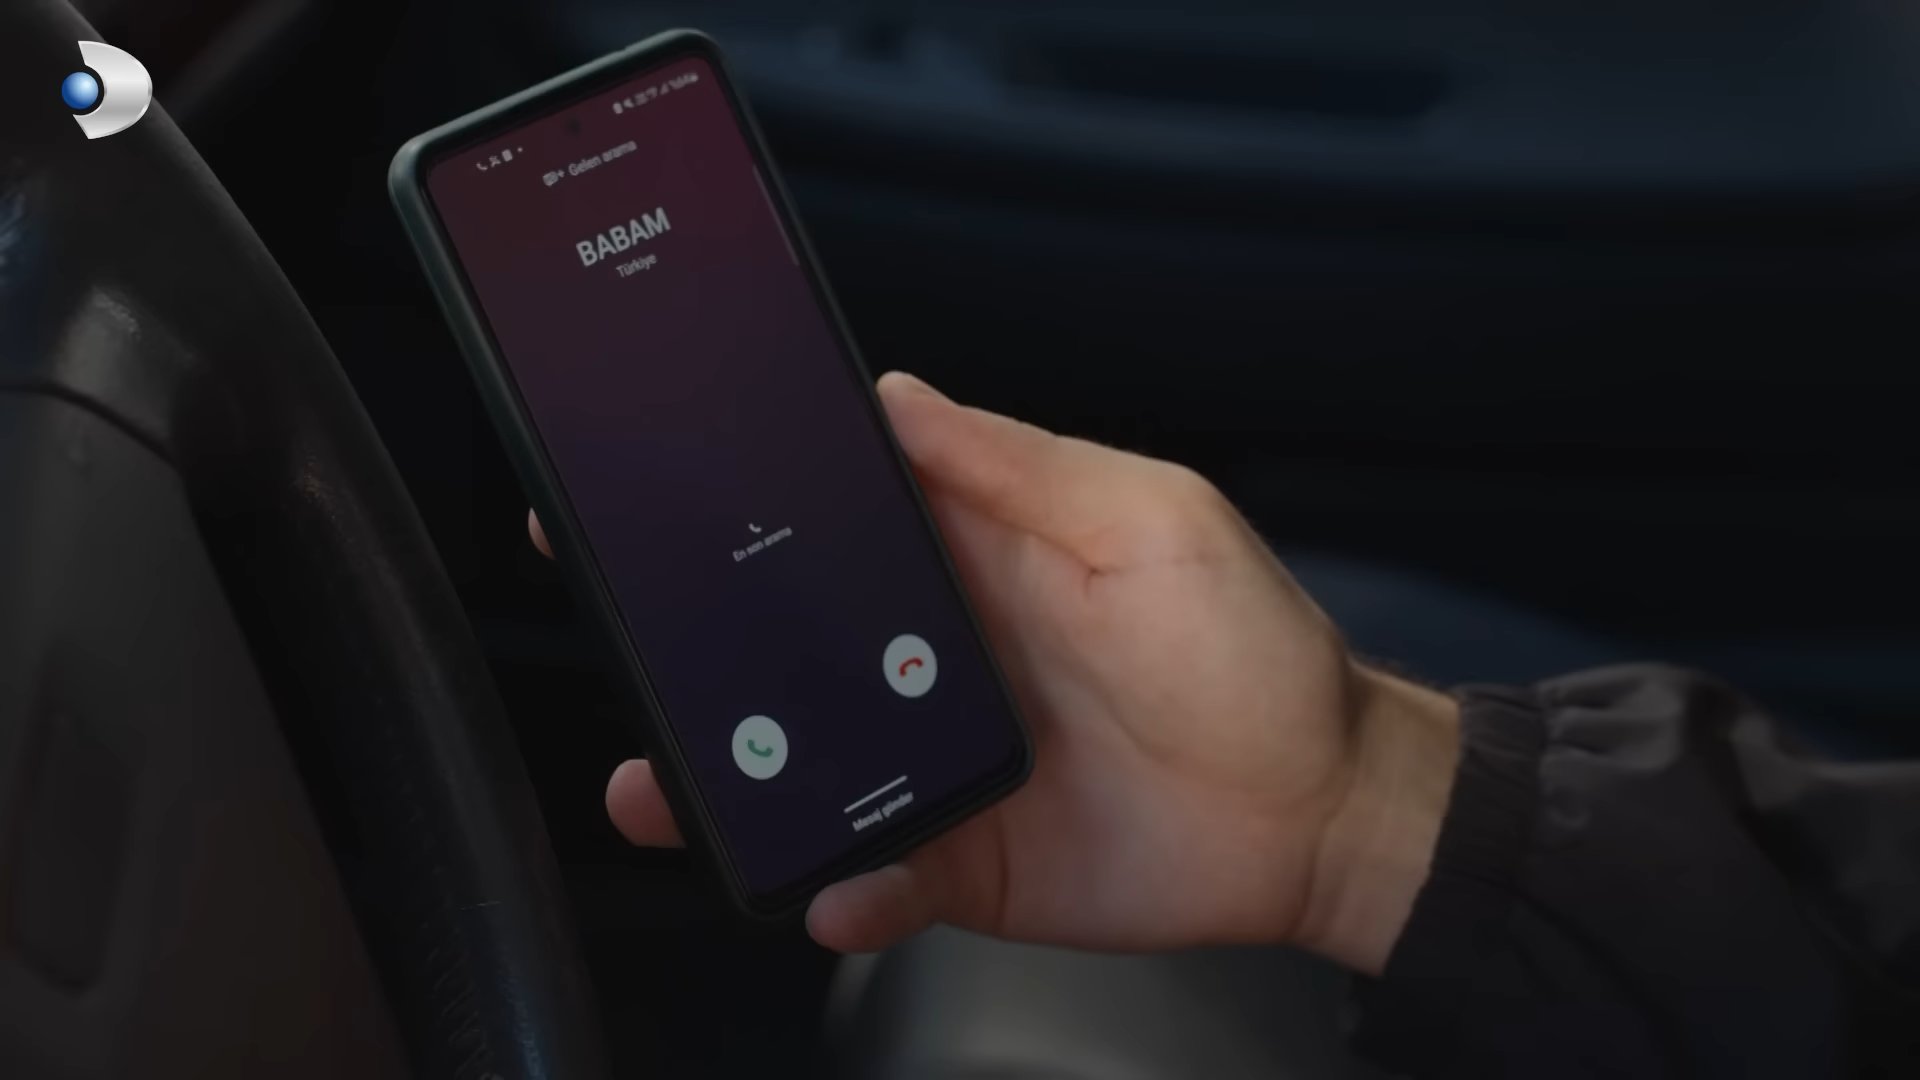 Gelen arama
BABAM
Türkiye
En son arama
Mesaj gönder